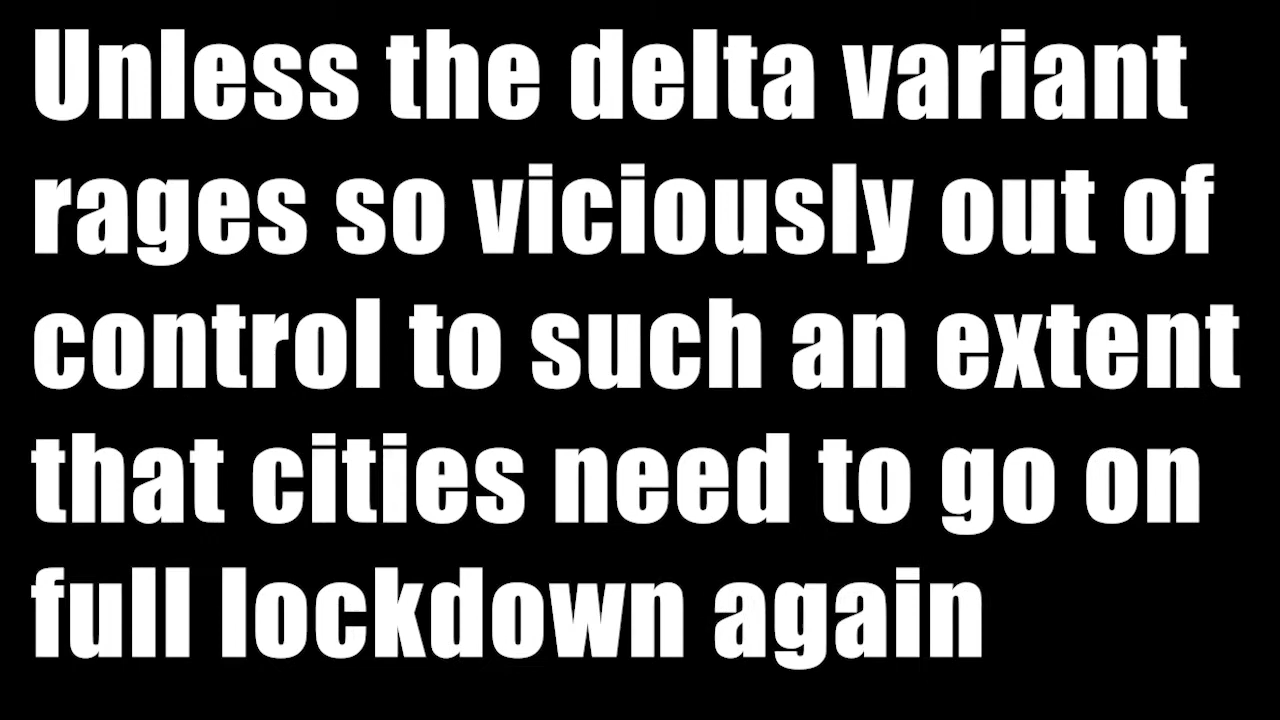 Unless the delta variant
rages so viciously out of
control to such an extent
that cities need to go on
full lockdown again